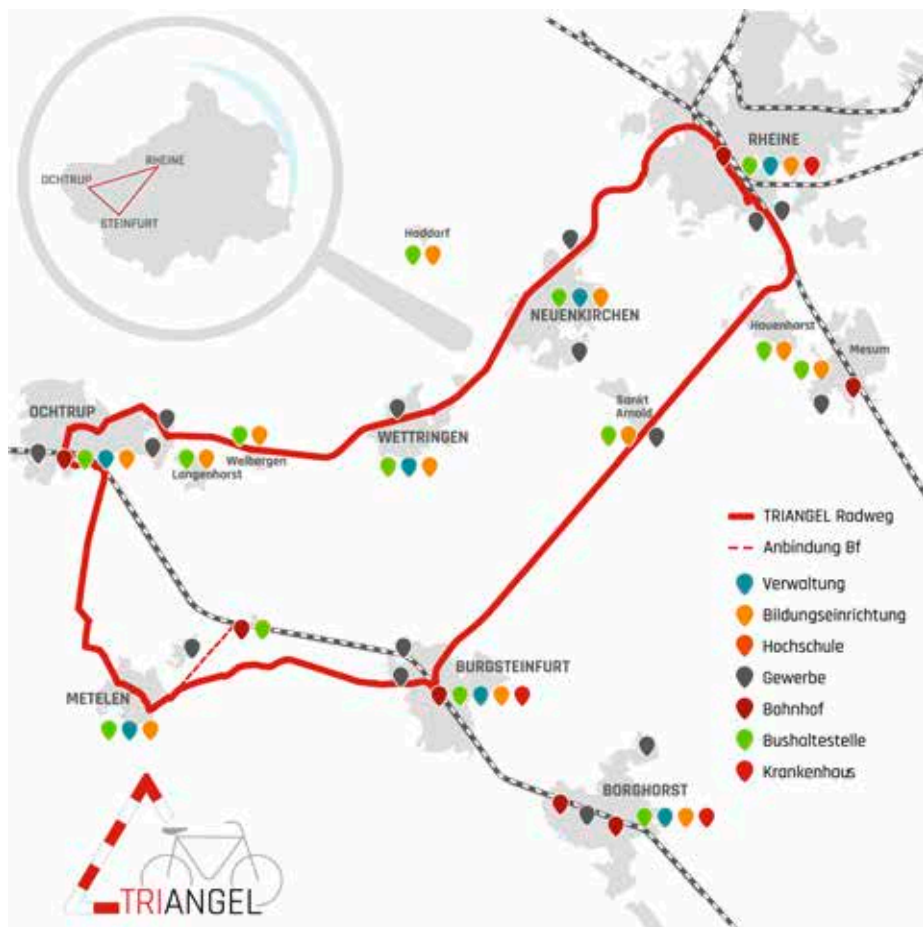 RHEINE
OCHTRUP
STEINFURT
RHEINE
Haddorf
NEUENKIRCHEN
Hauenhorst
Mesum
OCHTRUP
WETTRINGEN
Sankt
Arnold
Welbergen
Langenhorst
TRIANGEL Radweg
Anbindung Bf
Verwaltung
Bildungseinrichtung
Hochschule
Gewerbe
Bahnhof
Bushaltestelle
Krankenhaus
BURGSTEINFURT
METELEN
BORGHORST
TRIANGEL